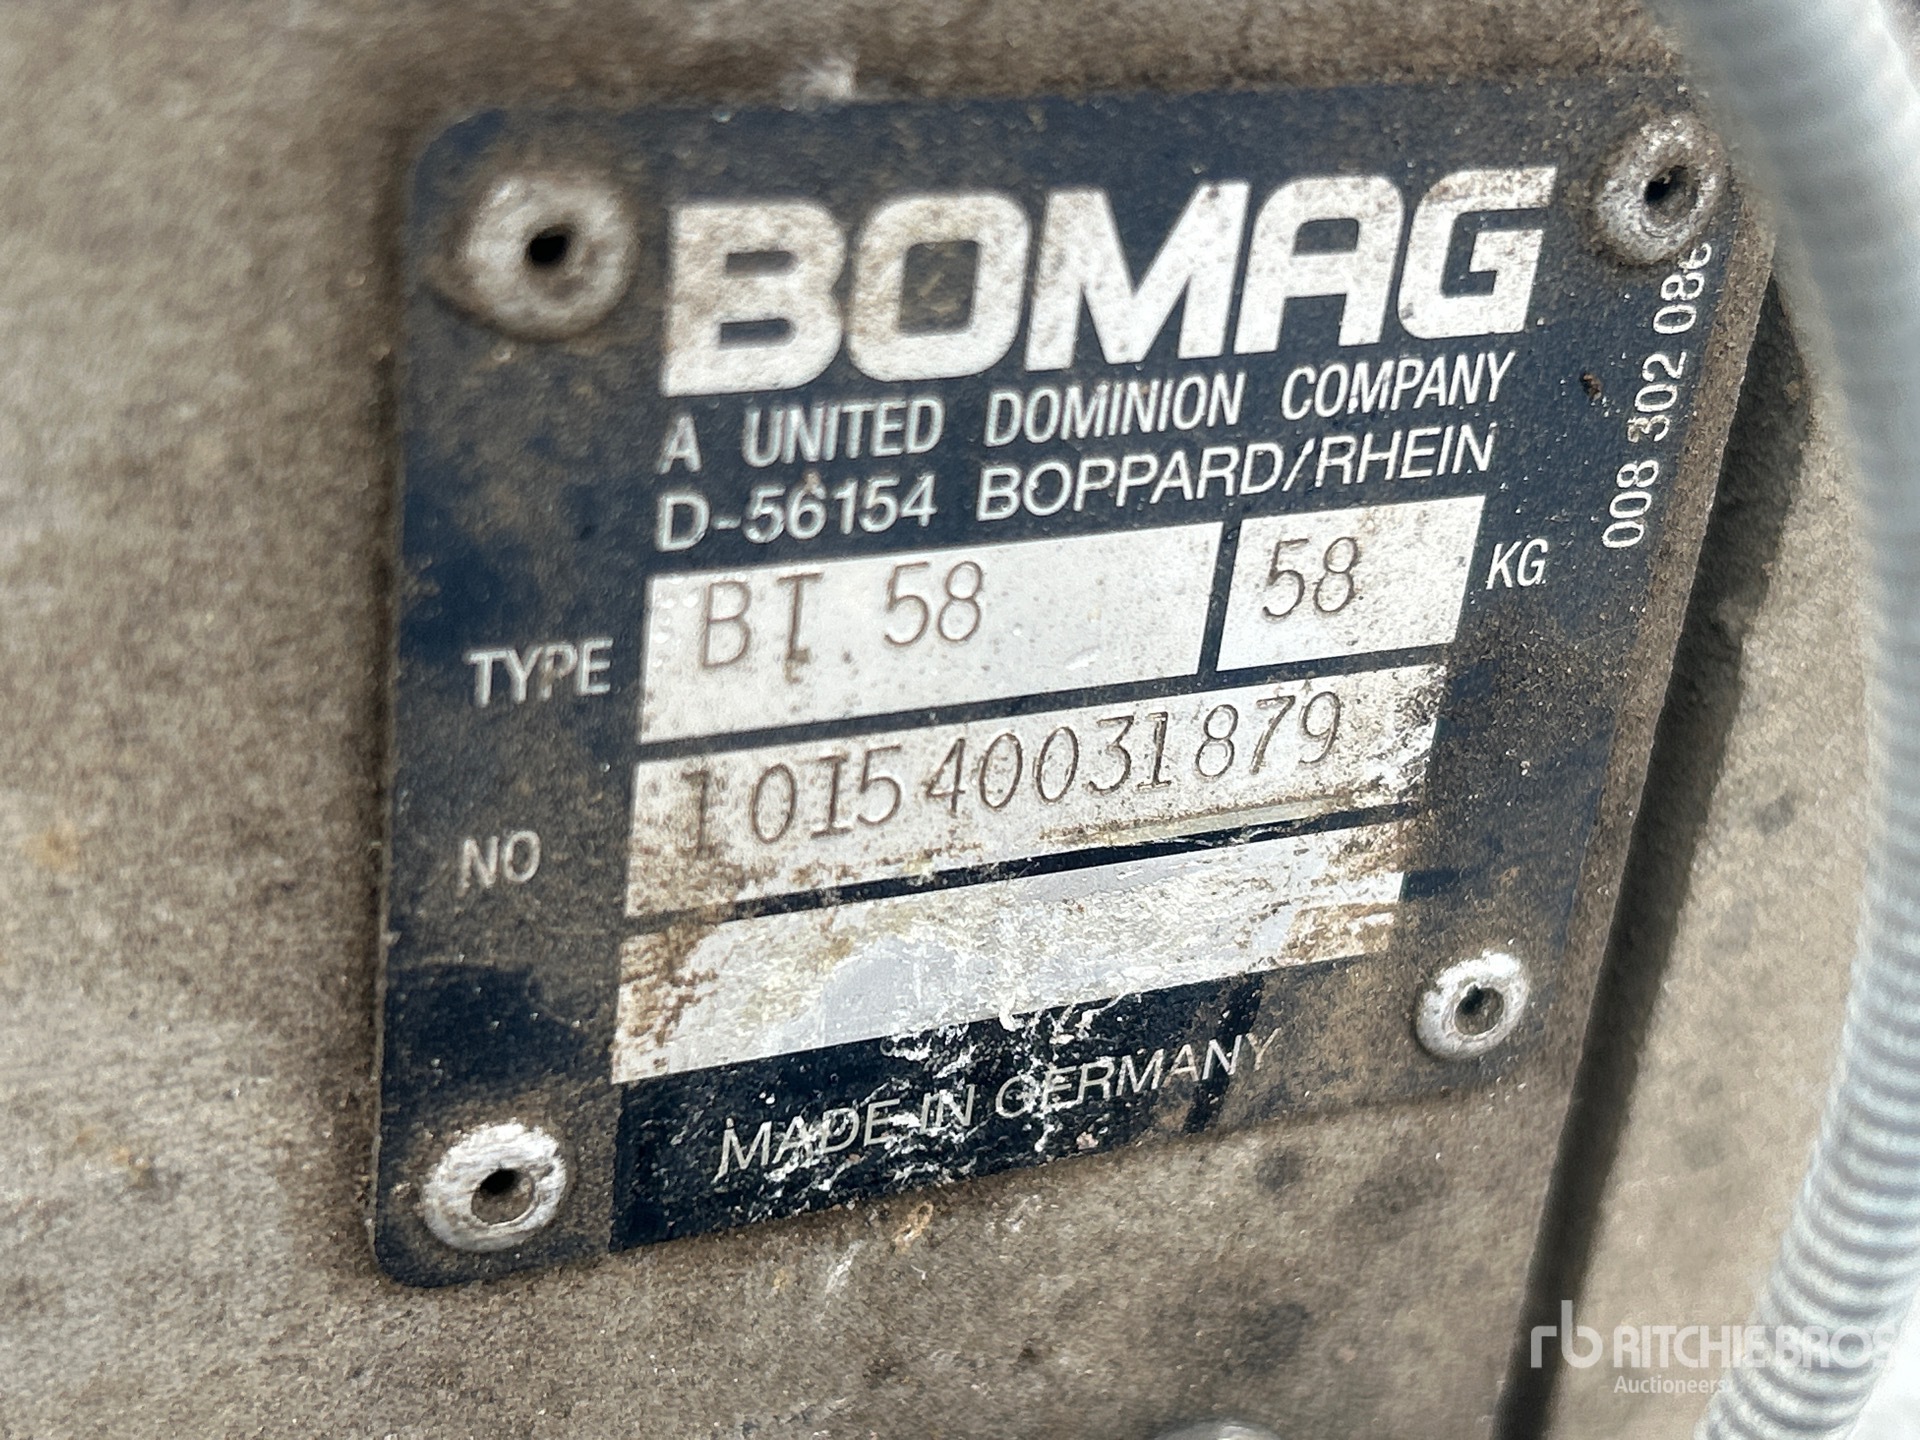 BOMAG
A UNITED DOMINION COMPANY
D-56154 BOPPARD/RHEIN
TYPE BT 58 58 KG
NO 101540031879
MADE IN GERMANY
008 302 08
rb RITCHIE BROS
Auctioneers